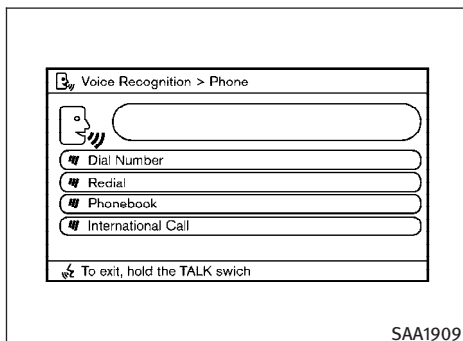 Voice Recognition > Phone
Dial Number
Redial
Phonebook
International Call
To exit, hold the TALK swich
SAA1909